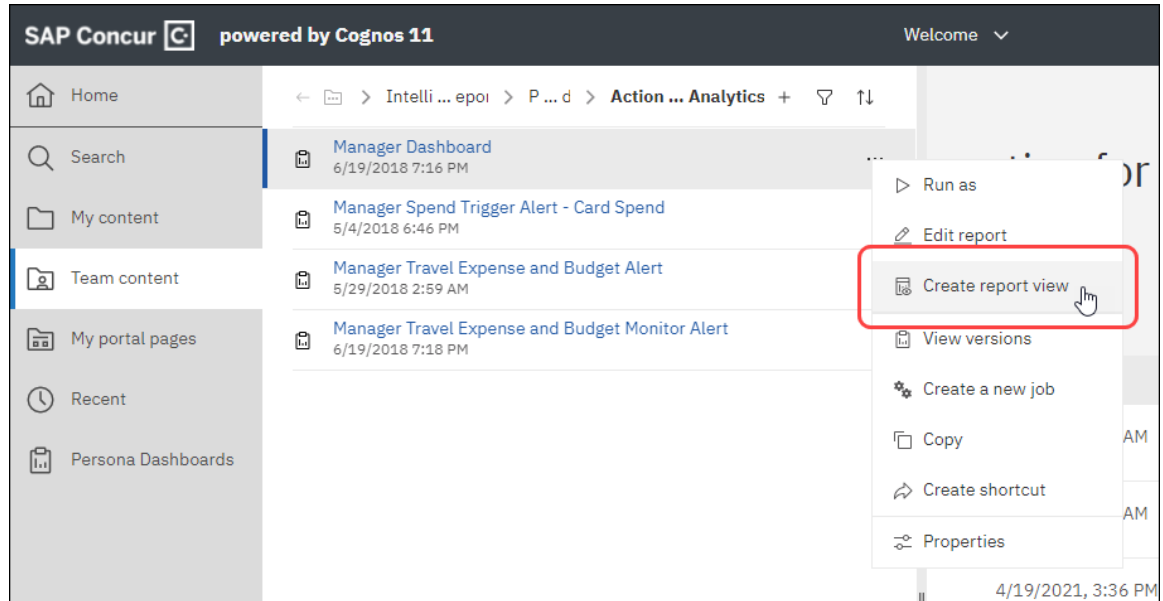 SAP Concur C powered by Cognos 11
Welcome
Home
Search
My content
Team content
My portal pages
Recent
Persona Dashboards
Intelli ... epor > P ... d > Action ... Analytics +
Manager Dashboard
6/19/2018 7:16 PM
Manager Spend Trigger Alert - Card Spend
5/4/2018 6:46 PM
Manager Travel Expense and Budget Alert
5/29/2018 2:59 AM
Manager Travel Expense and Budget Monitor Alert
6/19/2018 7:18 PM
Run as
Edit report
Create report view
View versions
Create a new job
Copy
Create shortcut
Properties
AM
AM
4/19/2021, 3:36 PM